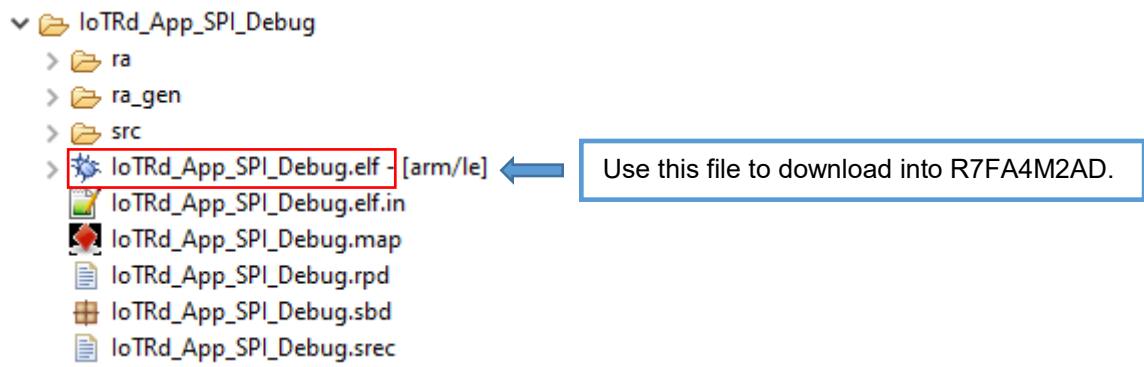 IoTRd_App_SPI_Debug
ra
ra_gen
src
IoTRd_App_SPI_Debug.elf - [arm/le]
Use this file to download into R7FA4M2AD.
IoTRd_App_SPI_Debug.elf.in
IoTRd_App_SPI_Debug.map
IoTRd_App_SPI_Debug.rpd
IoTRd_App_SPI_Debug.sbd
IoTRd_App_SPI_Debug.srec